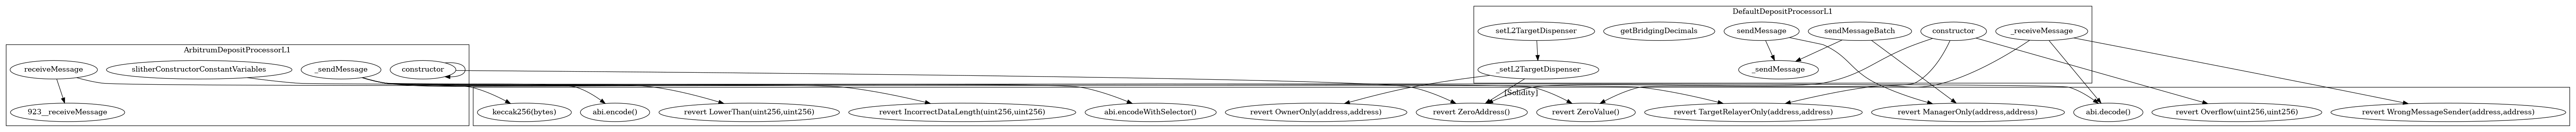 DefaultDepositProcessorL1
setL2TargetDispenser
getBridgingDecimals
sendMessage
sendMessageBatch
constructor
_receiveMessage
_setL2TargetDispenser
_sendMessage
ArbitrumDepositProcessorL1
receiveMessage
slitherConstructorConstantVariables
_sendMessage
constructor
923__receiveMessage
[Solidity]
keccak256(bytes)
abi.encode()
revert LowerThan(uint256,uint256)
revert IncorrectDataLength(uint256,uint256)
abi.encodeWithSelector()
revert OwnerOnly(address,address)
revert ZeroAddress()
revert ZeroValue()
revert TargetRelayerOnly(address,address)
revert ManagerOnly(address,address)
abi.decode()
revert Overflow(uint256,uint256)
revert WrongMessageSender(address,address)